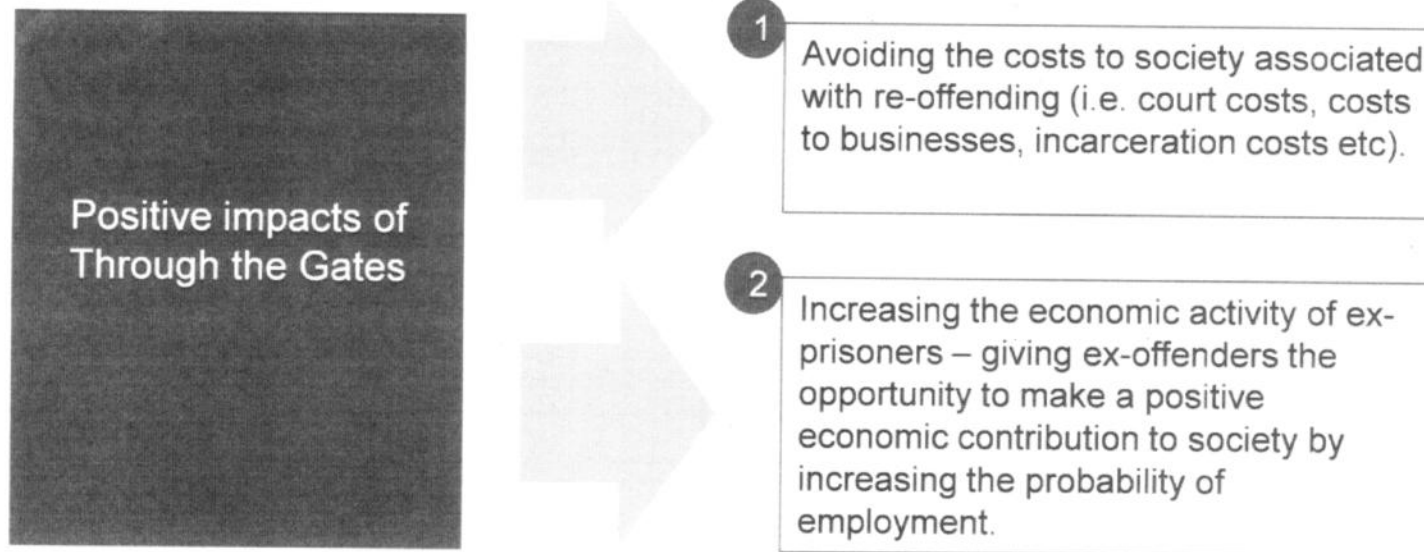 Positive impacts of
Through the Gates
1
Avoiding the costs to society associated
with re-offending (i.e. court costs, costs
to businesses, incarceration costs etc).
2
Increasing the economic activity of ex-
prisoners – giving ex-offenders the
opportunity to make a positive
economic contribution to society by
increasing the probability of
employment.